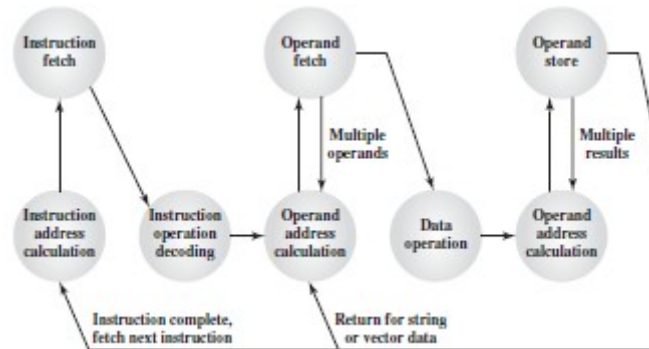 Instruction
fetch
Operand
fetch
Operand
store
Multiple
operands
Multiple
results
Instruction
address
calculation
Instruction
operation
decoding
Operand
address
calculation
Data
operation
Operand
address
calculation
Instruction complete,
fetch next instruction
Return for string
or vector data